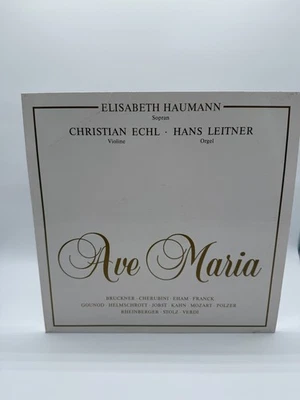 ELISABETH HAUMANN
Sopran
CHRISTIAN ECHL · HANS LEITNER
Violine Orgel
Ave Maria
BRUCKNER · CHERUBINI · EHAM · FRANCK
GOUNOD · HELMSCHROTT · JOBST · KAHN · MOZART · POLZER
RHEINBERGER · STOLZ · VERDI